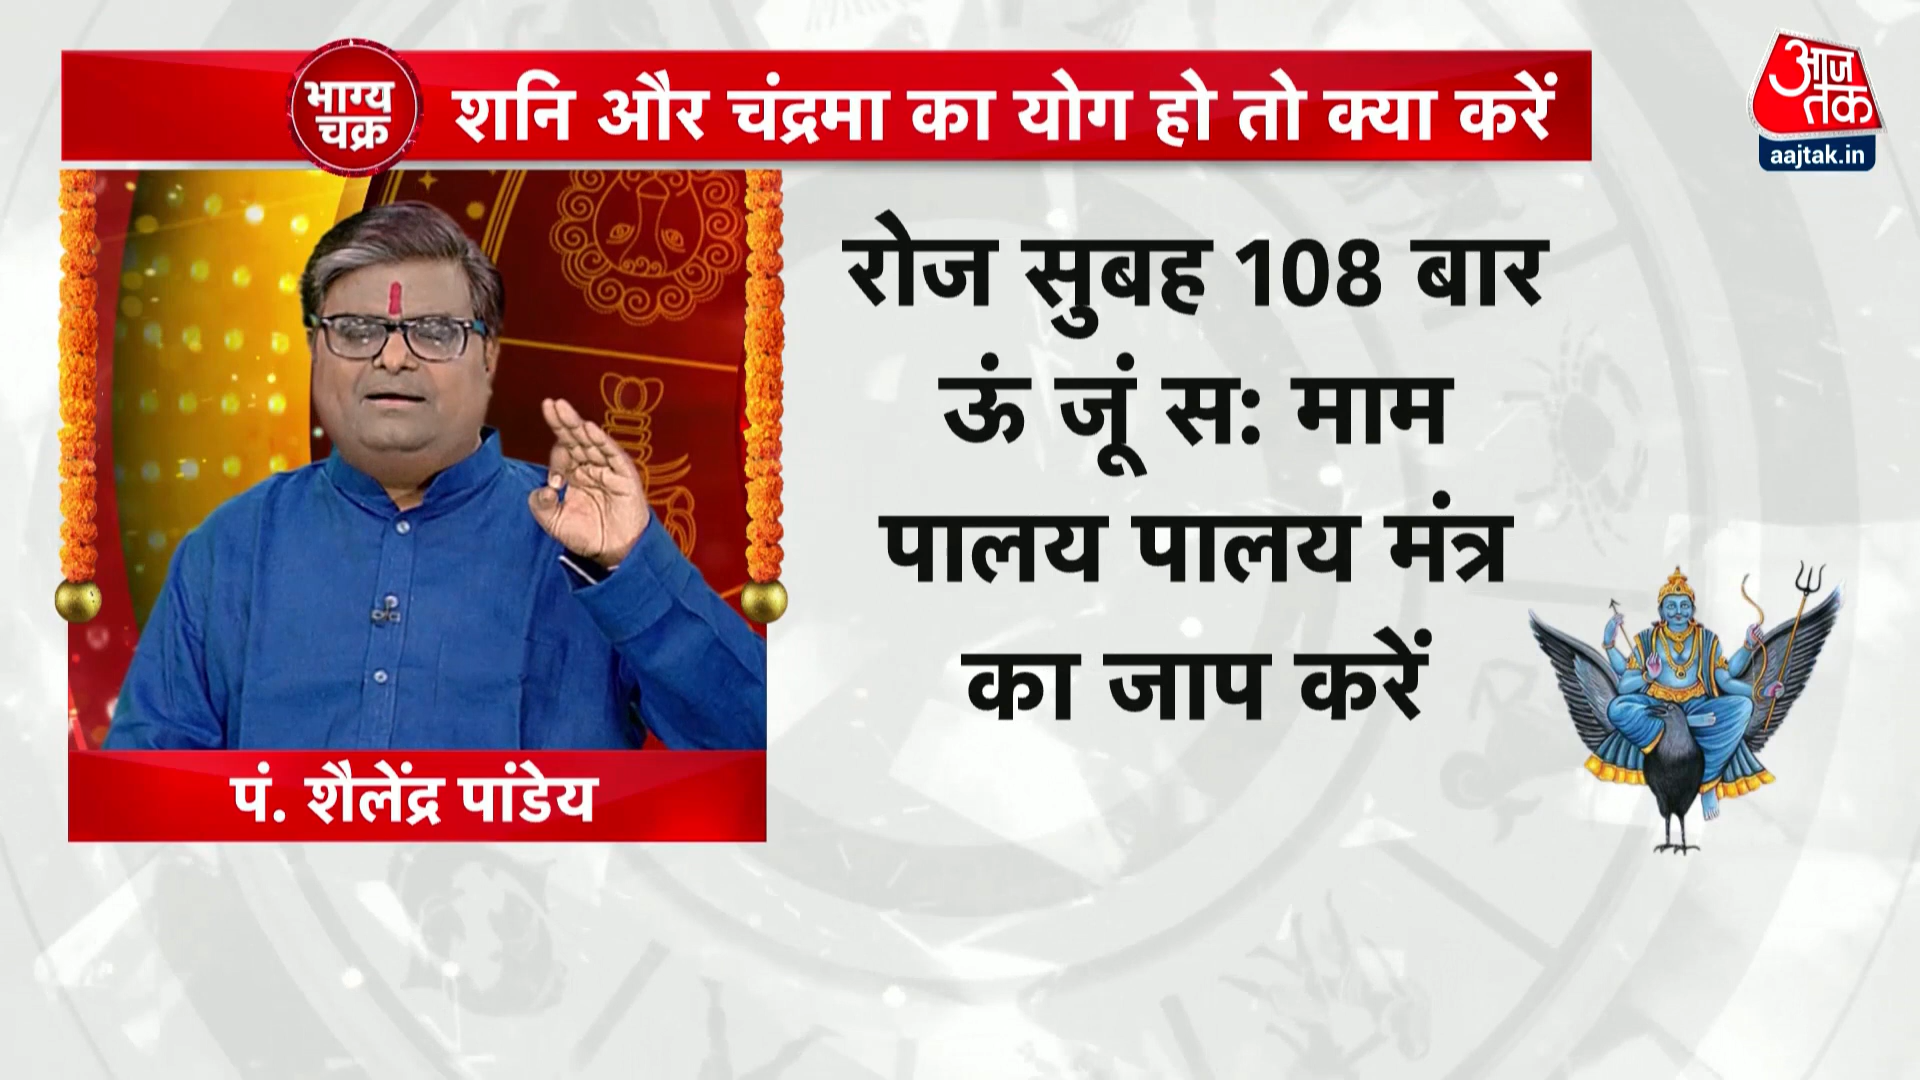 भाग्य
चक्र
शनि और चंद्रमा का योग हो तो क्या करें
आज
तक
aajtak.in
रोज सुबह 108 बार
ऊं जूं स: माम
पालय पालय मंत्र
का जाप करें
पं. शैलेंद्र पांडेय